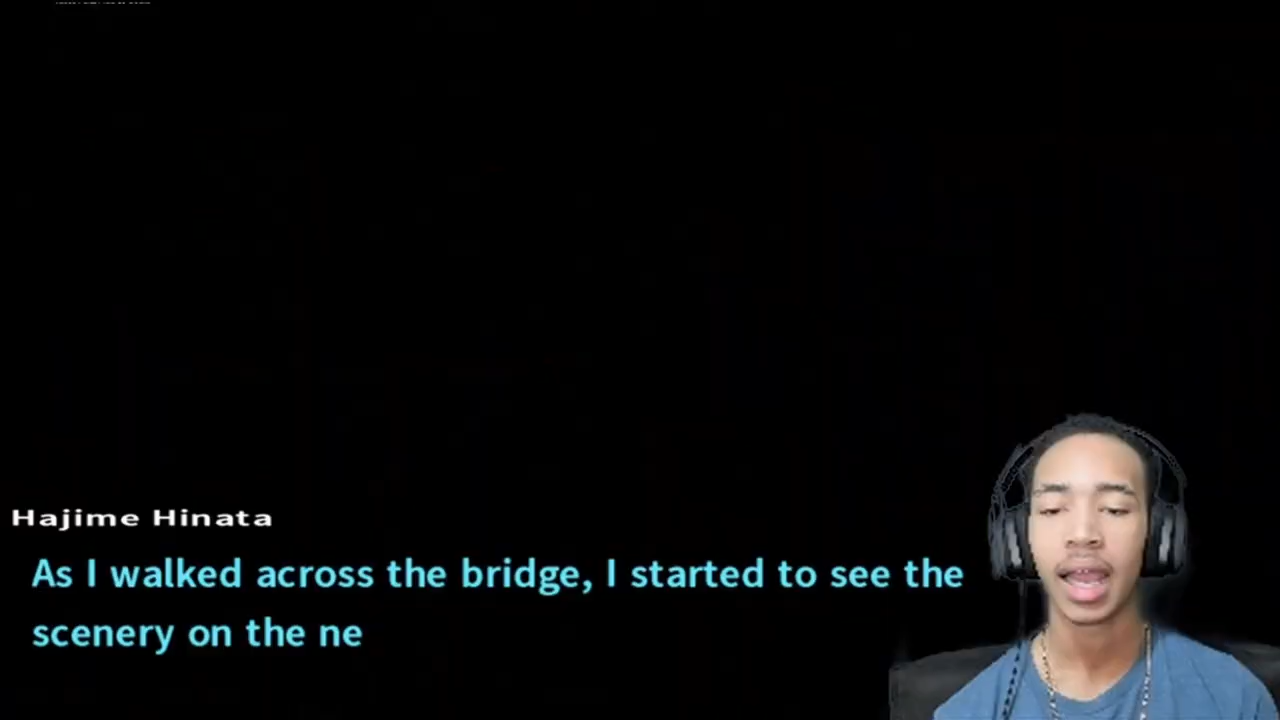 Hajime Hinata
As I walked across the bridge, I started to see the
scenery on the ne